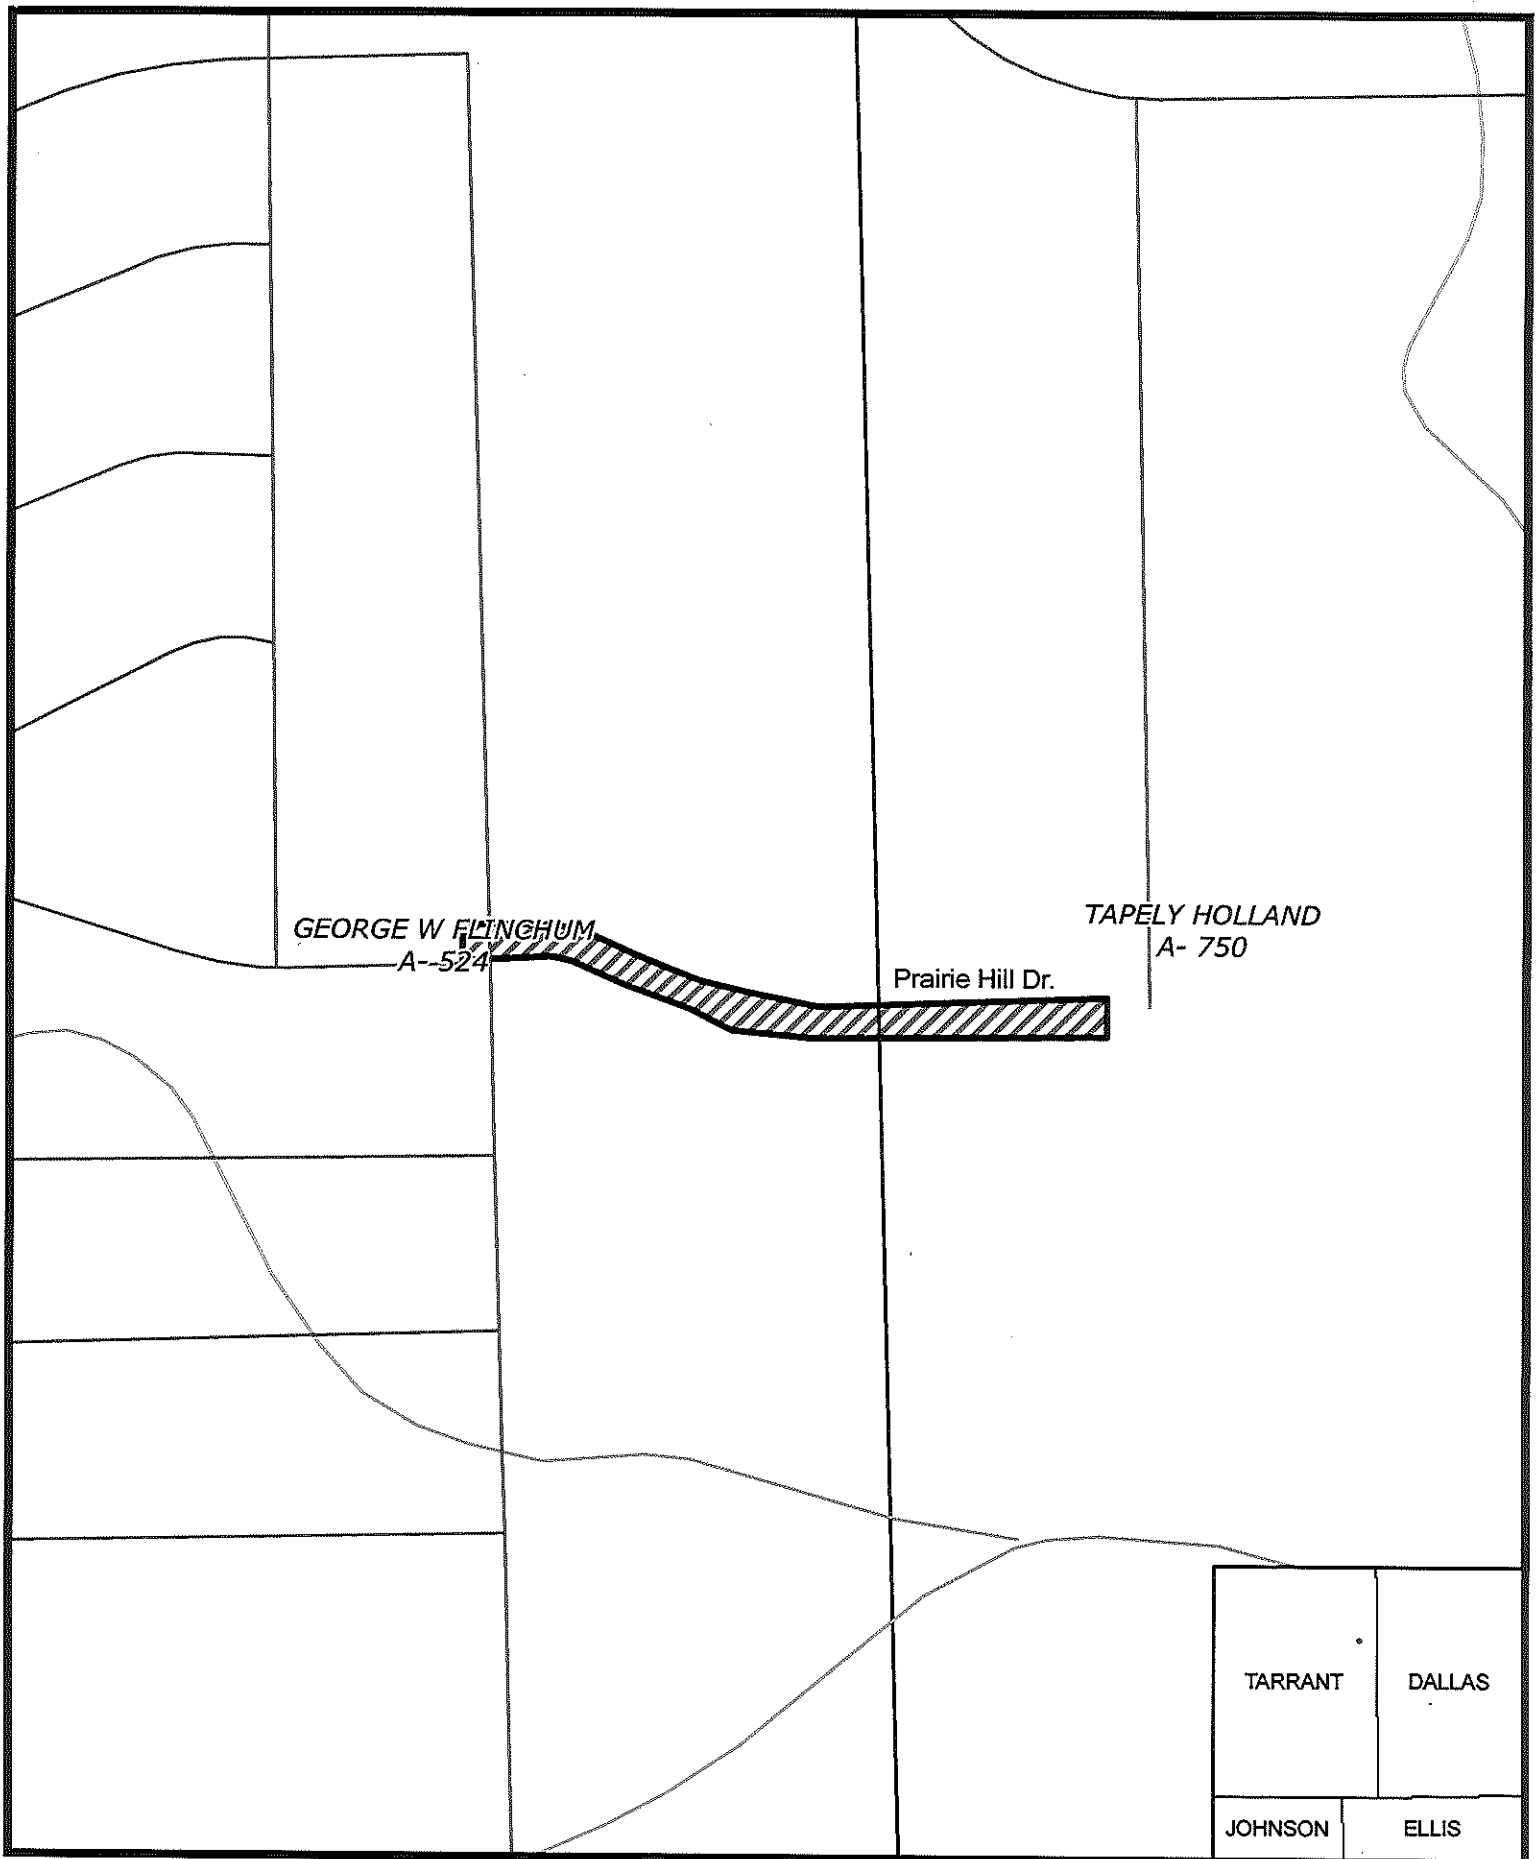 GEORGE W FLINCHUM
A- 524
TAPELY HOLLAND
A- 750
Prairie Hill Dr.
TARRANT
DALLAS
JOHNSON
ELLIS